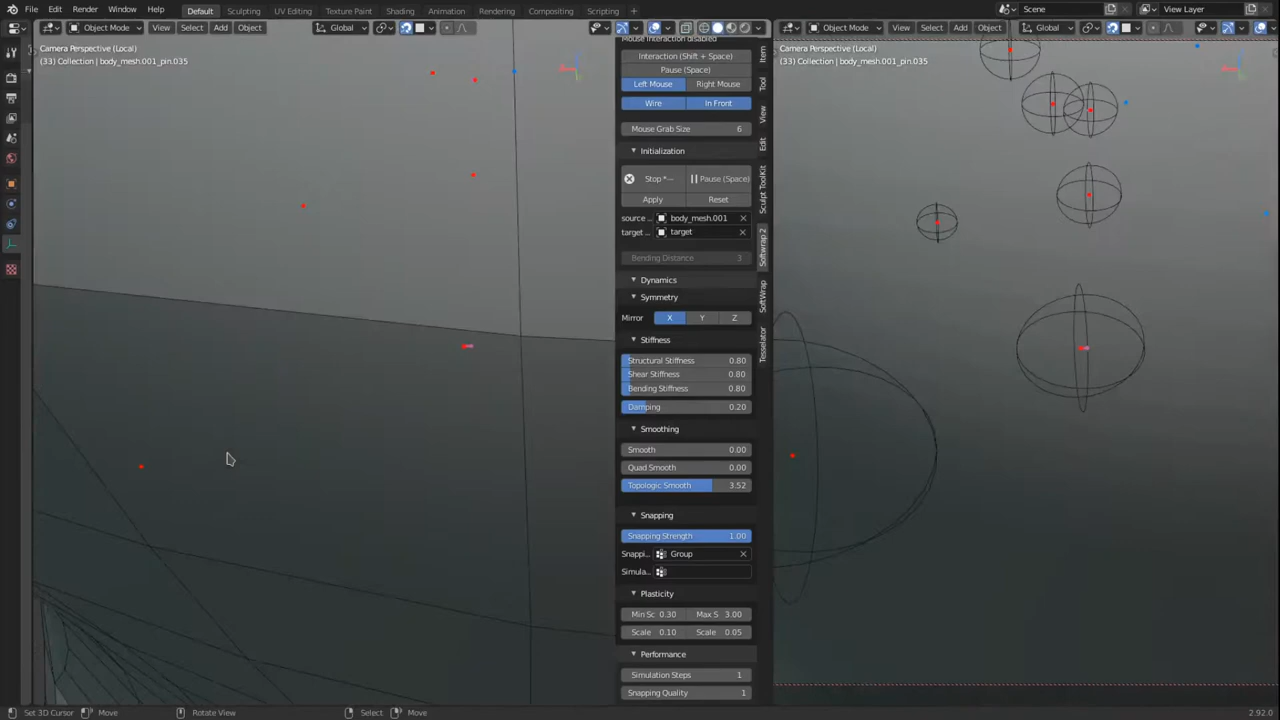 File Edit Render Window Help Default Sculpting UV Editing Texture Paint Shading Animation Rendering Compositing Scripting Scene View Layer
Object Mode View Select Add Object Global Object Mode View Select Add Object Global
Camera Perspective (Local)
(33) Collection | body_mesh.001_pin.035
Mouse Interaction disabled
Interaction (Shift + Space)
Pause (Space)
Left Mouse Right Mouse
Wire In Front
Mouse Grab Size 6
Initialization
Stop *— Pause (Space)
Apply Reset
source ... body_mesh.001
target ... target
Bending Distance 3
Dynamics
Symmetry
Mirror X Y Z
Stiffness
Structural Stiffness 0.80
Shear Stiffness 0.80
Bending Stiffness 0.80
Damping 0.20
Smoothing
Smooth 0.00
Quad Smooth 0.00
Topologic Smooth 3.52
Snapping
Snapping Strength 1.00
Snappi... Group
Simula...
Plasticity
Min Sc 0.30 Max S 3.00
Scale 0.10 Scale 0.05
Performance
Simulation Steps 1
Snapping Quality 1
Item
Tool
View
Edit
Sculpt ToolKit
Softwrap 2
SoftWrap
Tesselator
Camera Perspective (Local)
(33) Collection | body_mesh.001_pin.035
Set 3D Cursor Move Rotate View Select Move 2.92.0